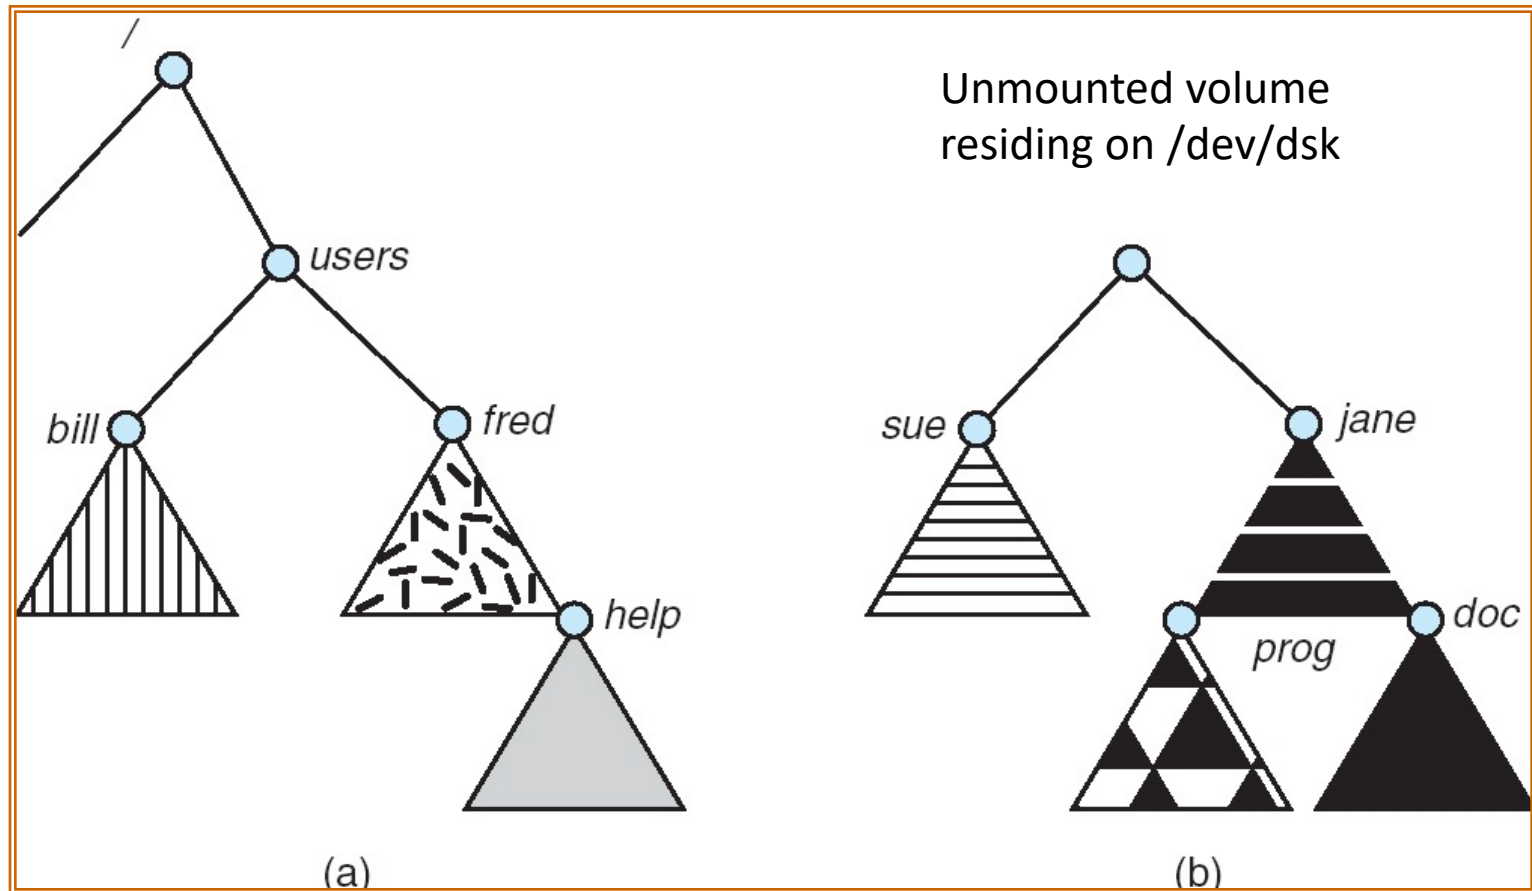 /
Unmounted volume
residing on /dev/dsk
users
bill
fred
sue
jane
help
prog
doc
(a)
(b)